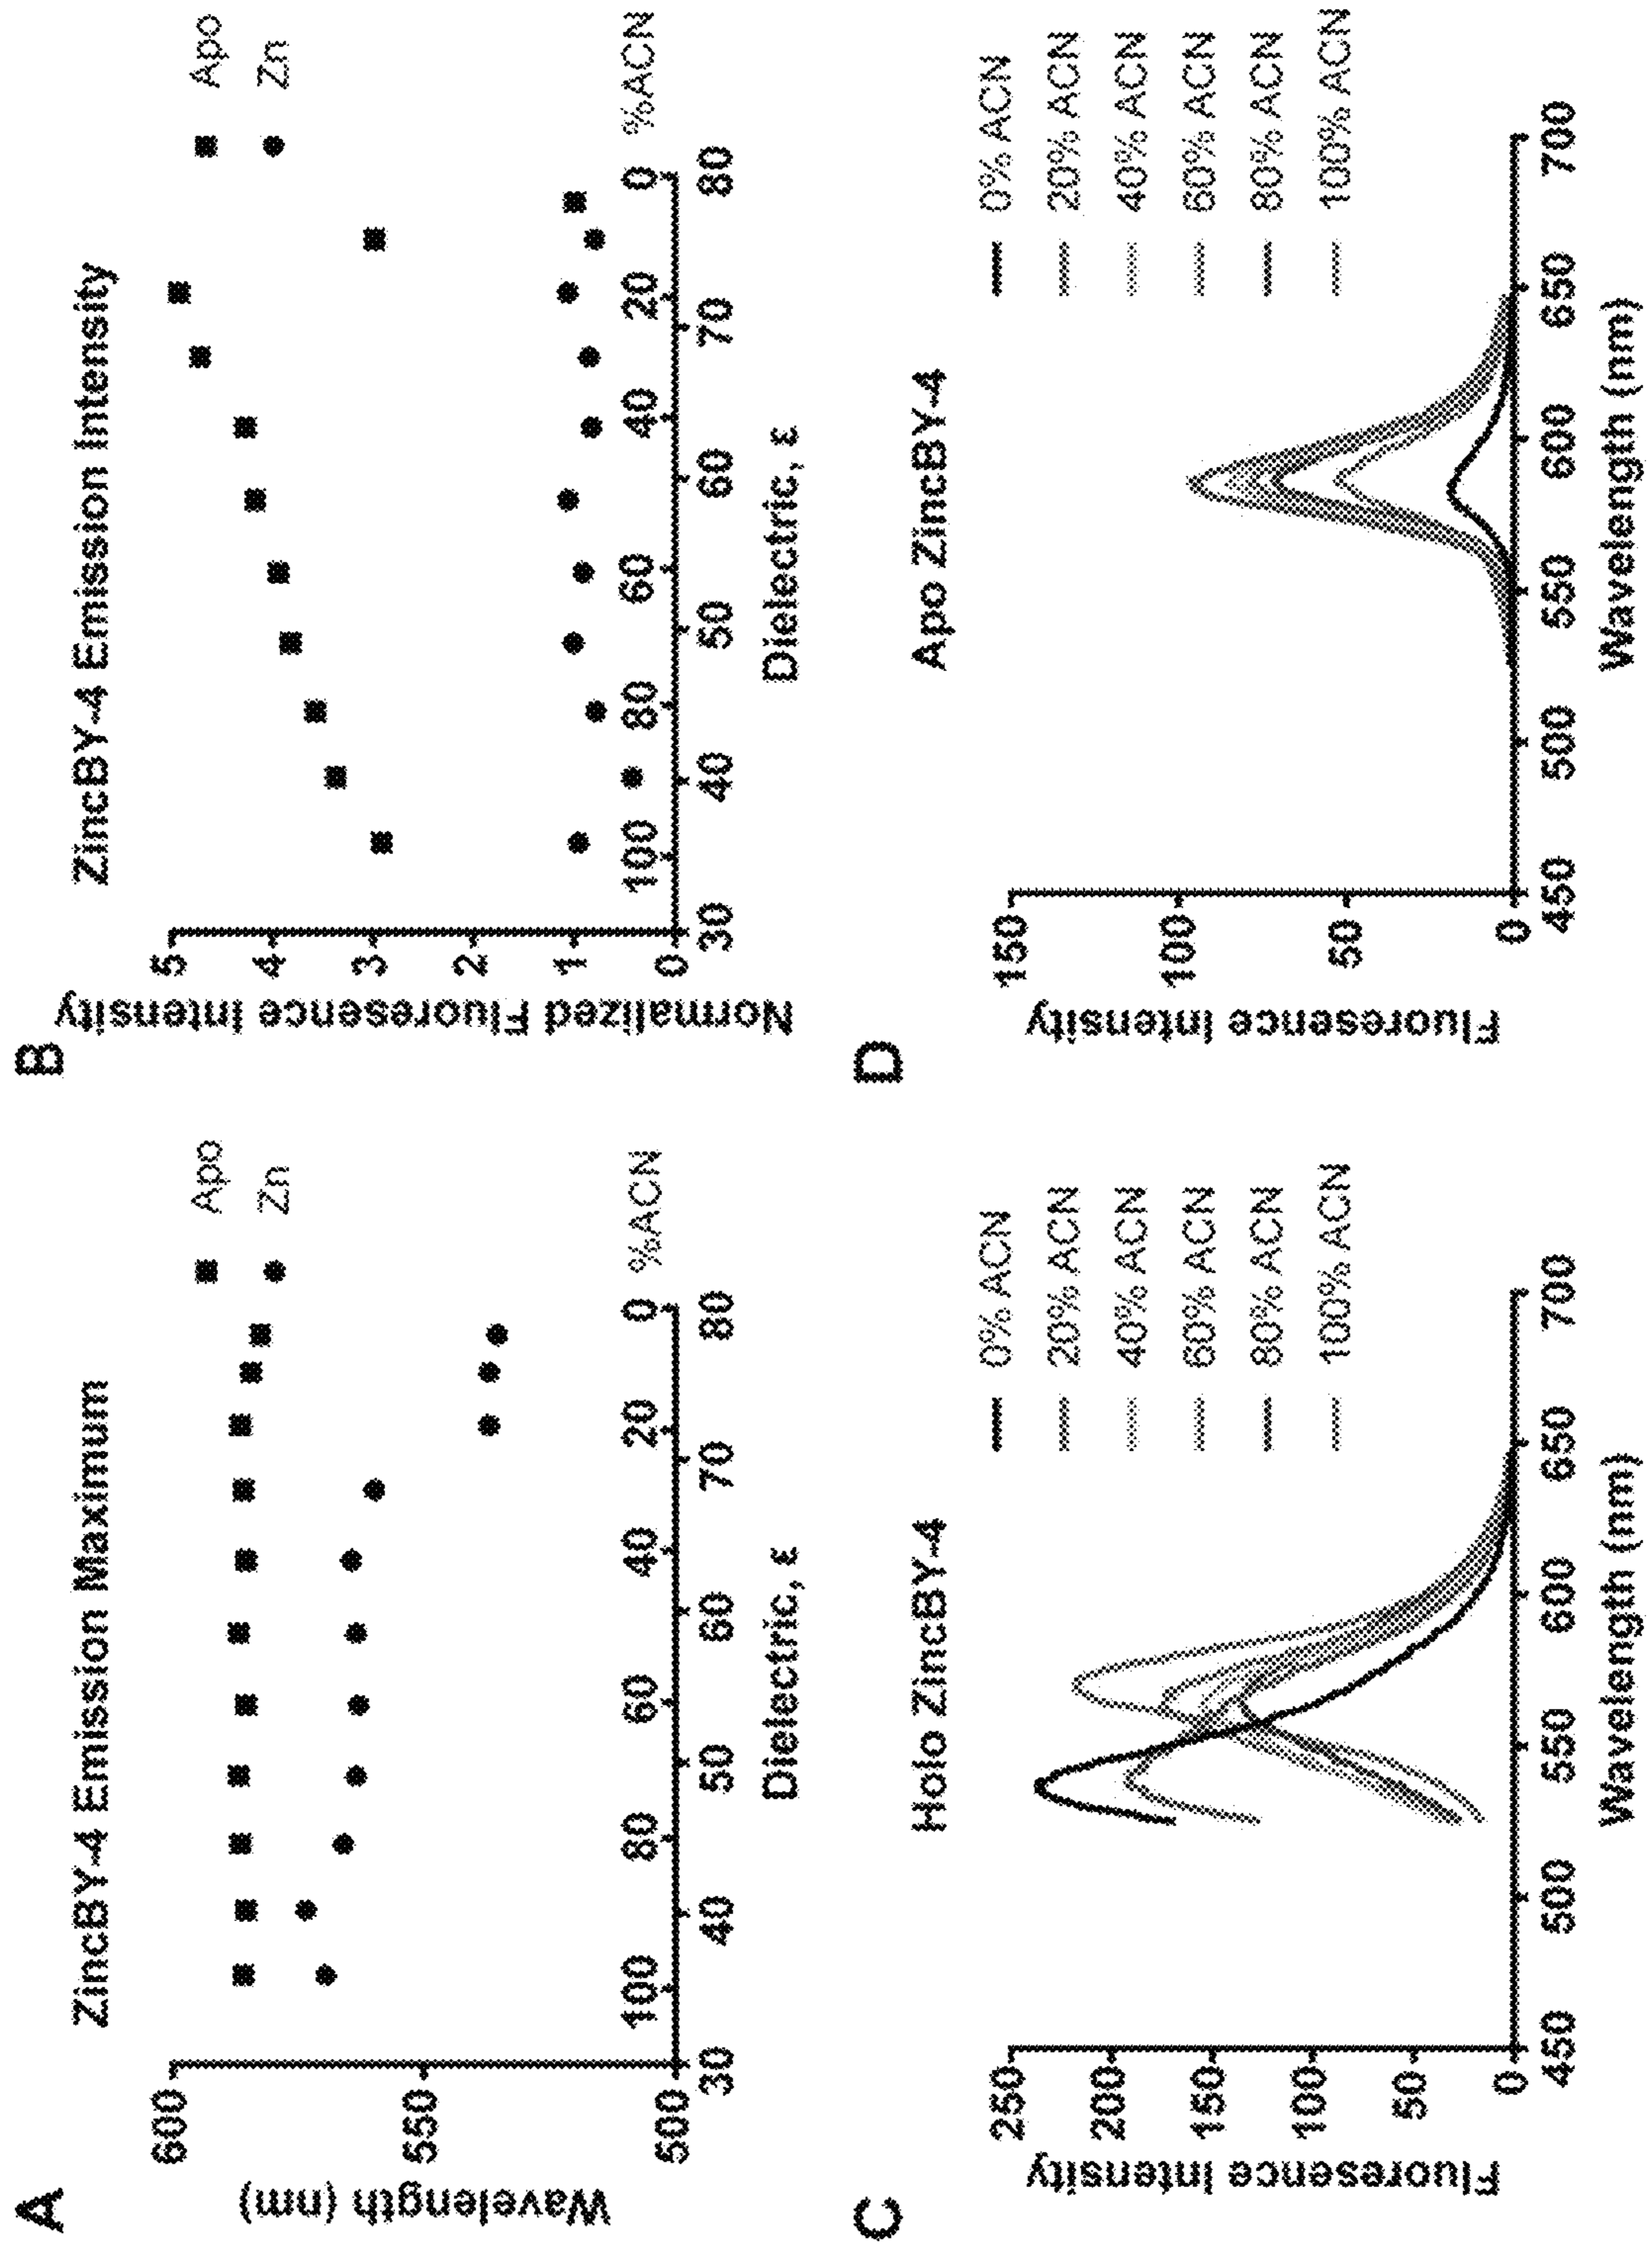 A
ZincBY-4 Emission Maximum
Wavelength (nm)
600
550
500
Apo
Zn
100 80 60 40 20 0 %ACN
30 40 50 60 70 80
Dielectric, ε
B
ZincBY-4 Emission Intensity
Normalized Fluoresence Intensity
5
4
3
2
1
0
Apo
Zn
100 80 60 40 20 0 %ACN
30 40 50 60 70 80
Dielectric, ε
C
Holo ZincBY-4
Fluoresence Intensity
250
200
150
100
50
0
450 500 550 600 650 700
Wavelength (nm)
0% ACN
20% ACN
40% ACN
60% ACN
80% ACN
100% ACN
D
Apo ZincBY-4
Fluoresence Intensity
150
100
50
0
450 500 550 600 650 700
Wavelength (nm)
0% ACN
20% ACN
40% ACN
60% ACN
80% ACN
100% ACN